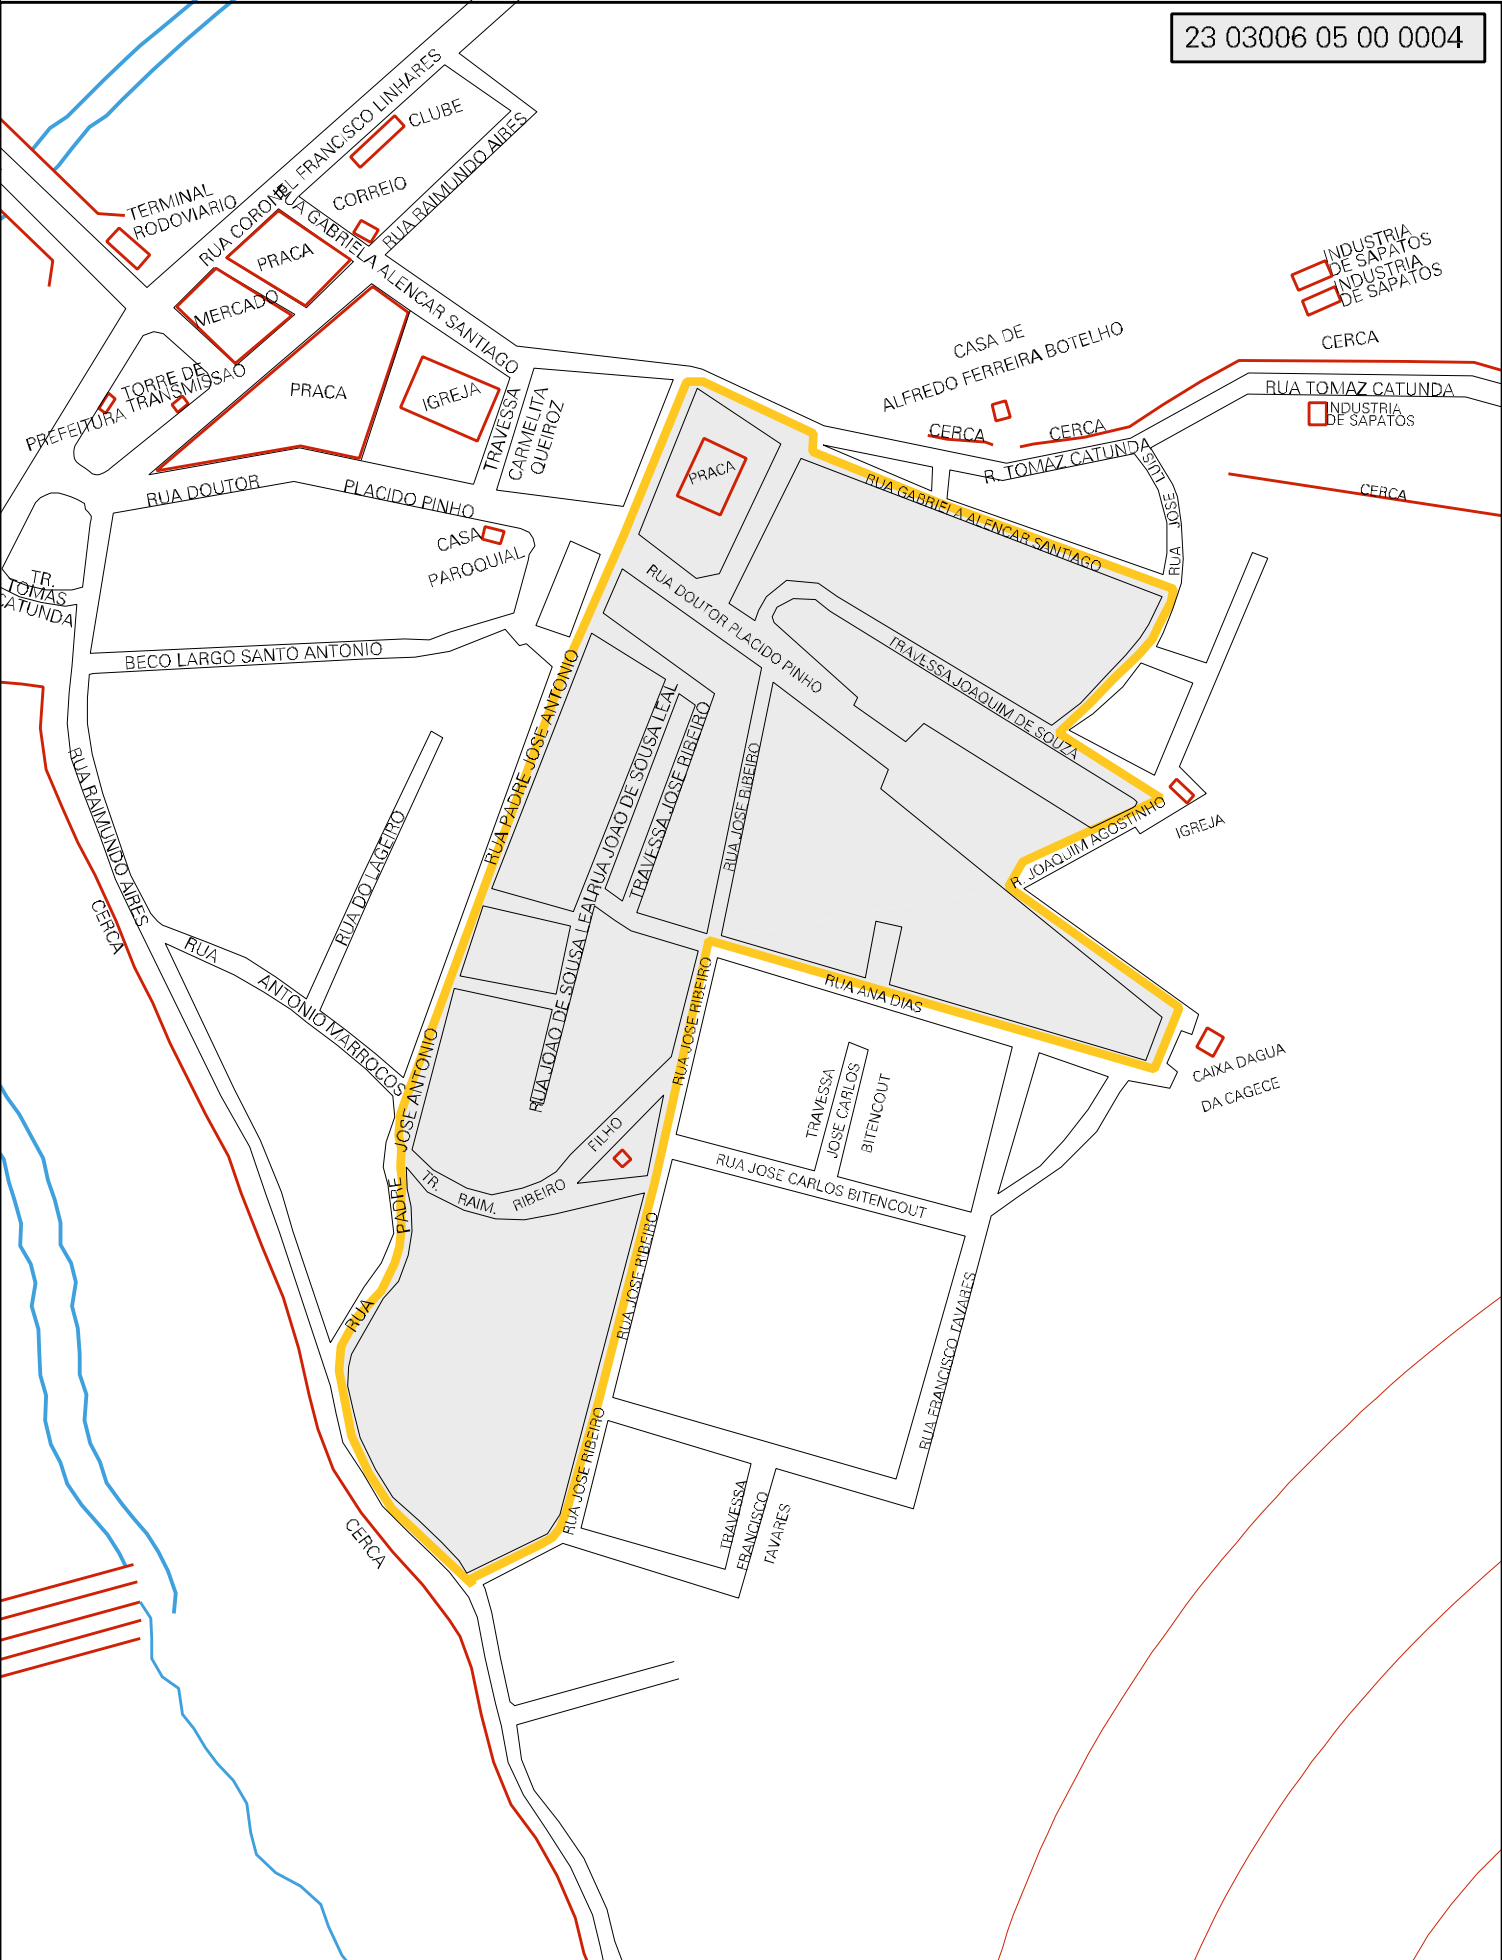 23 03006 05 00 0004
RUA CORONEL FRANCISCO LINHARES
CLUBE
RUA RAIMUNDO AIRES
CORREIO
TERMINAL
RODOVIARIO
RUA GABRIELA ALENCAR SANTIAGO
PRACA
MERCADO
INDUSTRIA
DE SAPATOS
INDUSTRIA
DE SAPATOS
CERCA
CASA DE
ALFREDO FERREIRA BOTELHO
TORRE DE
TRANSMISSAO
PREFEITURA
PRACA
IGREJA
TRAVESSA
CARMELITA
QUEIROZ
RUA TOMAZ CATUNDA
INDUSTRIA
DE SAPATOS
CERCA
CERCA
R. TOMAZ CATUNDA
CERCA
PRACA
RUA DOUTOR
PLACIDO PINHO
RUA GABRIELA ALENCAR SANTIAGO
RUA JOSE LUIS
CASA
PAROQUIAL
TR.
TOMAS
CATUNDA
RUA DOUTOR PLACIDO PINHO
BECO LARGO SANTO ANTONIO
TRAVESSA JOAQUIM DE SOUZA
RUA PADRE JOSE ANTONIO
RUA JOAO DE SOUSA LEAL
TRAVESSA JOSE RIBEIRO
RUA JOSE RIBEIRO
RUA RAIMUNDO AIRES
RUA DO LAGEIRO
R. JOAQUIM AGOSTINHO
IGREJA
CERCA
RUA
ANTONIO MARROCOS
RUA JOAO DE SOUSA LEAL
RUA JOSE RIBEIRO
RUA ANA DIAS
CAIXA DAGUA
DA CAGECE
RUA
PADRE
JOSE ANTONIO
TRAVESSA
JOSE CARLOS
BITENCOUT
FILHO
TR.
RAIM.
RIBEIRO
RUA JOSE CARLOS BITENCOUT
RUA JOSE RIBEIRO
RUA FRANCISCO TAVARES
RUA JOSE RIBEIRO
TRAVESSA
FRANCISCO
TAVARES
CERCA